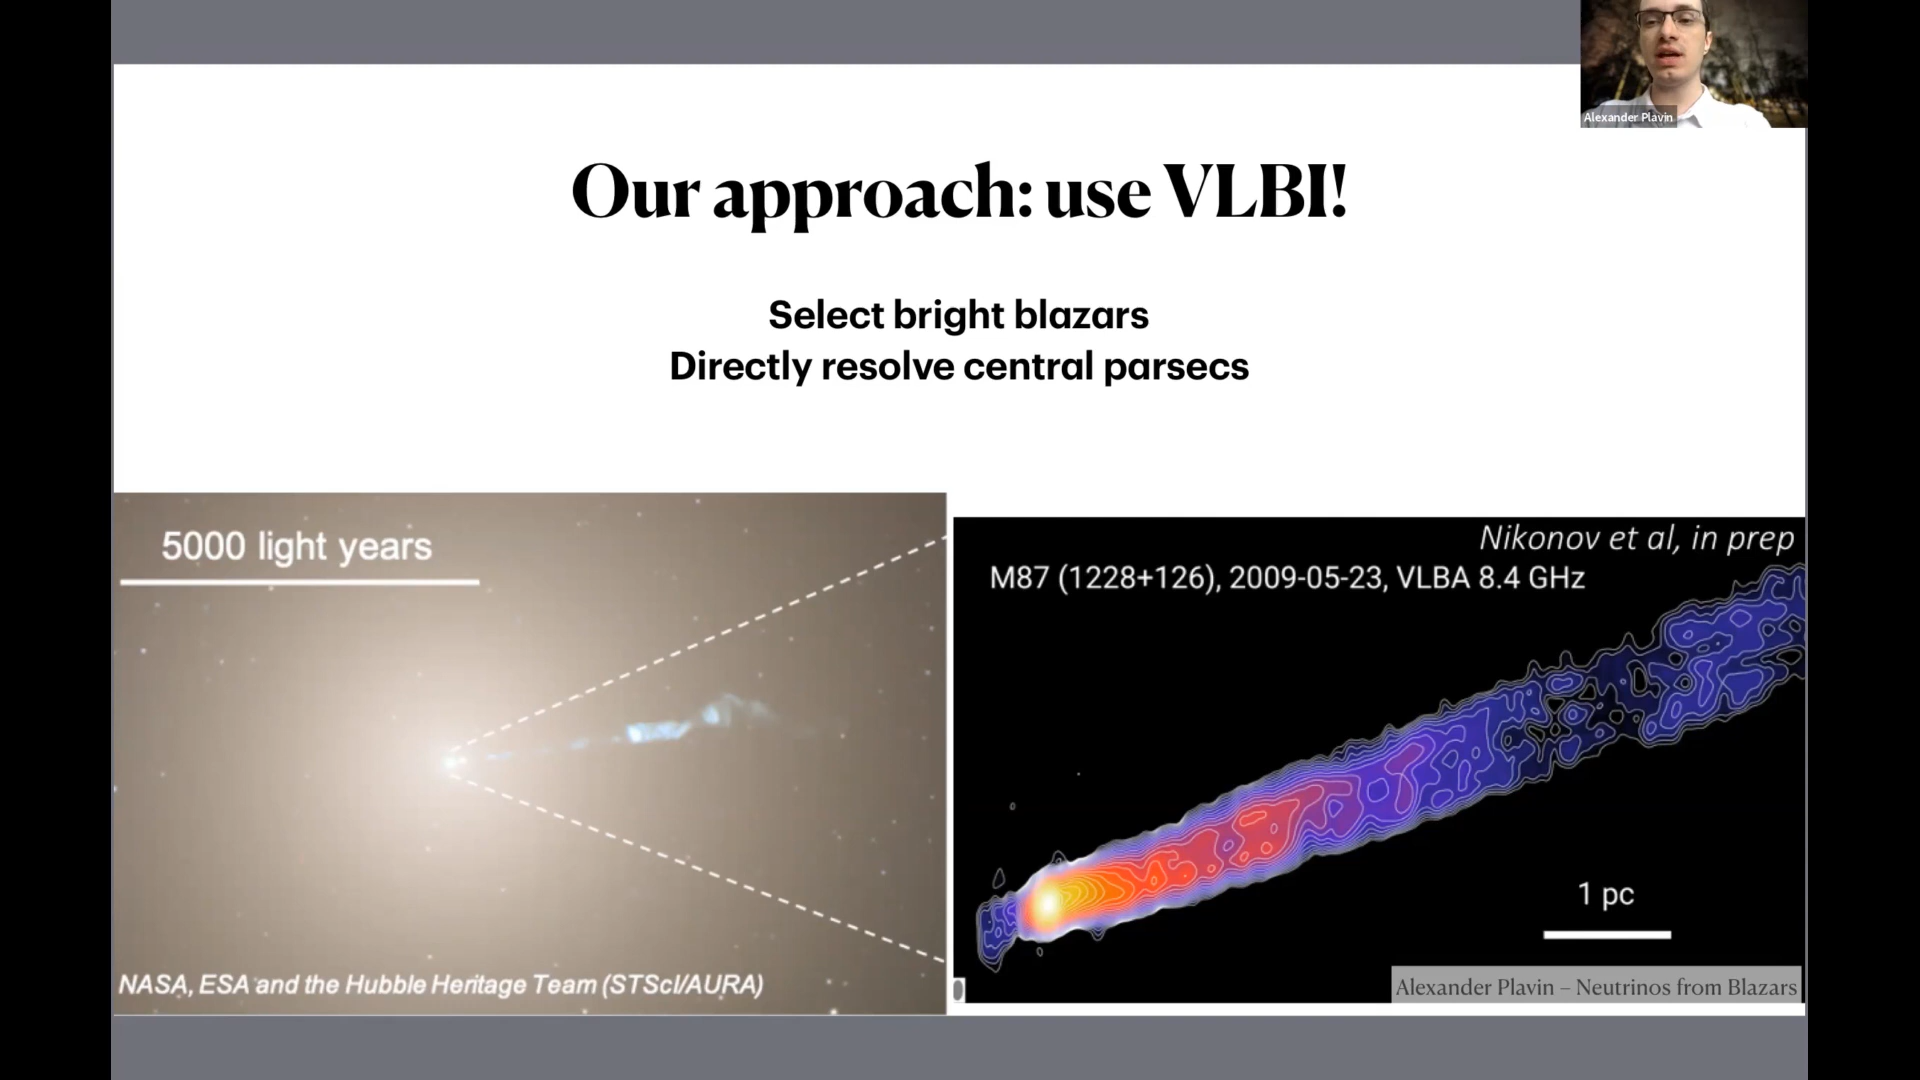 Alexander Plavin
Our approach: use VLBI!
Select bright blazars
Directly resolve central parsecs
5000 light years
NASA, ESA and the Hubble Heritage Team (STScI/AURA)
Nikonov et al, in prep
M87 (1228+126), 2009-05-23, VLBA 8.4 GHz
1 pc
Alexander Plavin – Neutrinos from Blazars